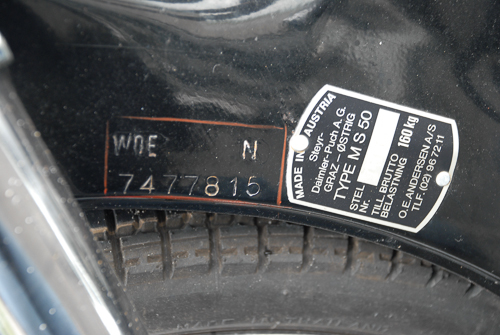 WOE N
7477815
MADE IN AUSTRIA
Steyr-
Daimler-Puch A.G.
GRAZ - ØSTRIG
TYPE M S 50
STEL
Nr.
TILL.BRUTTO
BELASTNING 160 kg
O.E.ANDERSEN A/S
TLF. (02) 96 72 11